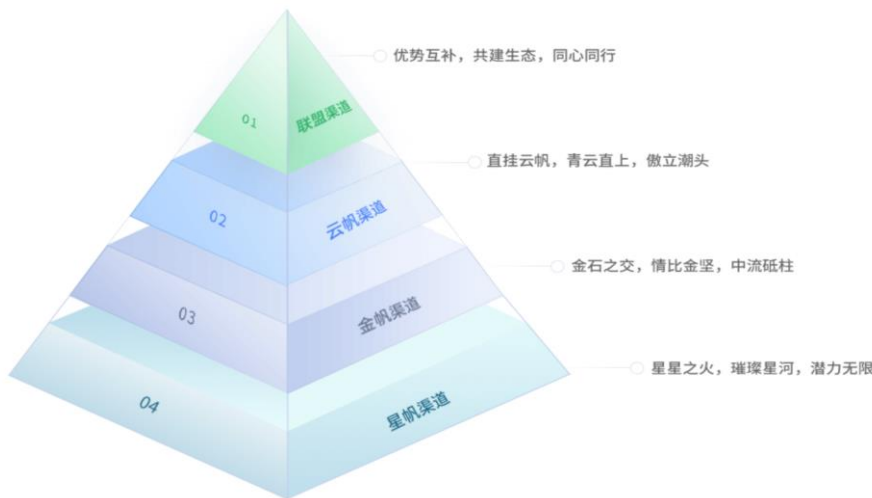 优势互补，共建生态，同心同行
01
联盟渠道
直挂云帆，青云直上，傲立潮头
02
云帆渠道
金石之交，情比金坚，中流砥柱
03
金帆渠道
星星之火，璀璨星河，潜力无限
04
星帆渠道